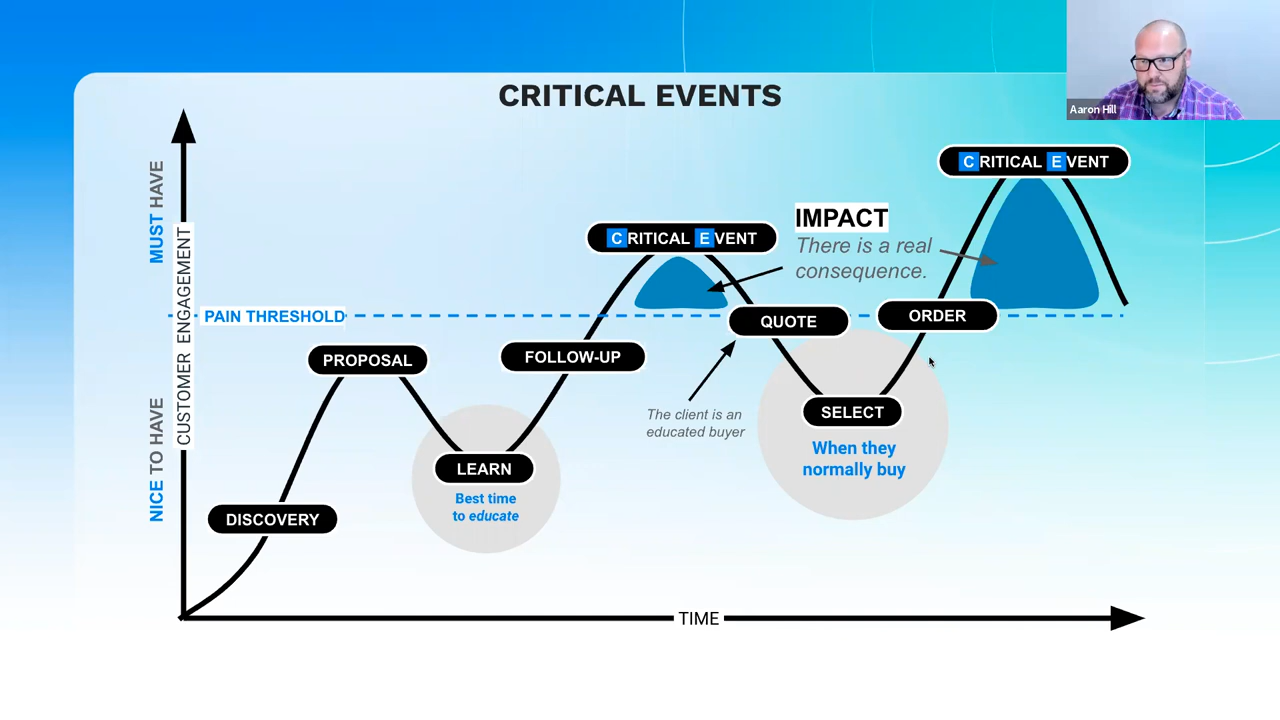 CRITICAL EVENTS
Aaron Hill
MUST HAVE
NICE TO HAVE
CUSTOMER ENGAGEMENT
CRITICAL EVENT
IMPACT
There is a real
consequence.
CRITICAL EVENT
PAIN THRESHOLD
QUOTE
ORDER
PROPOSAL
FOLLOW-UP
The client is an
educated buyer
SELECT
When they
normally buy
LEARN
Best time
to educate
DISCOVERY
TIME